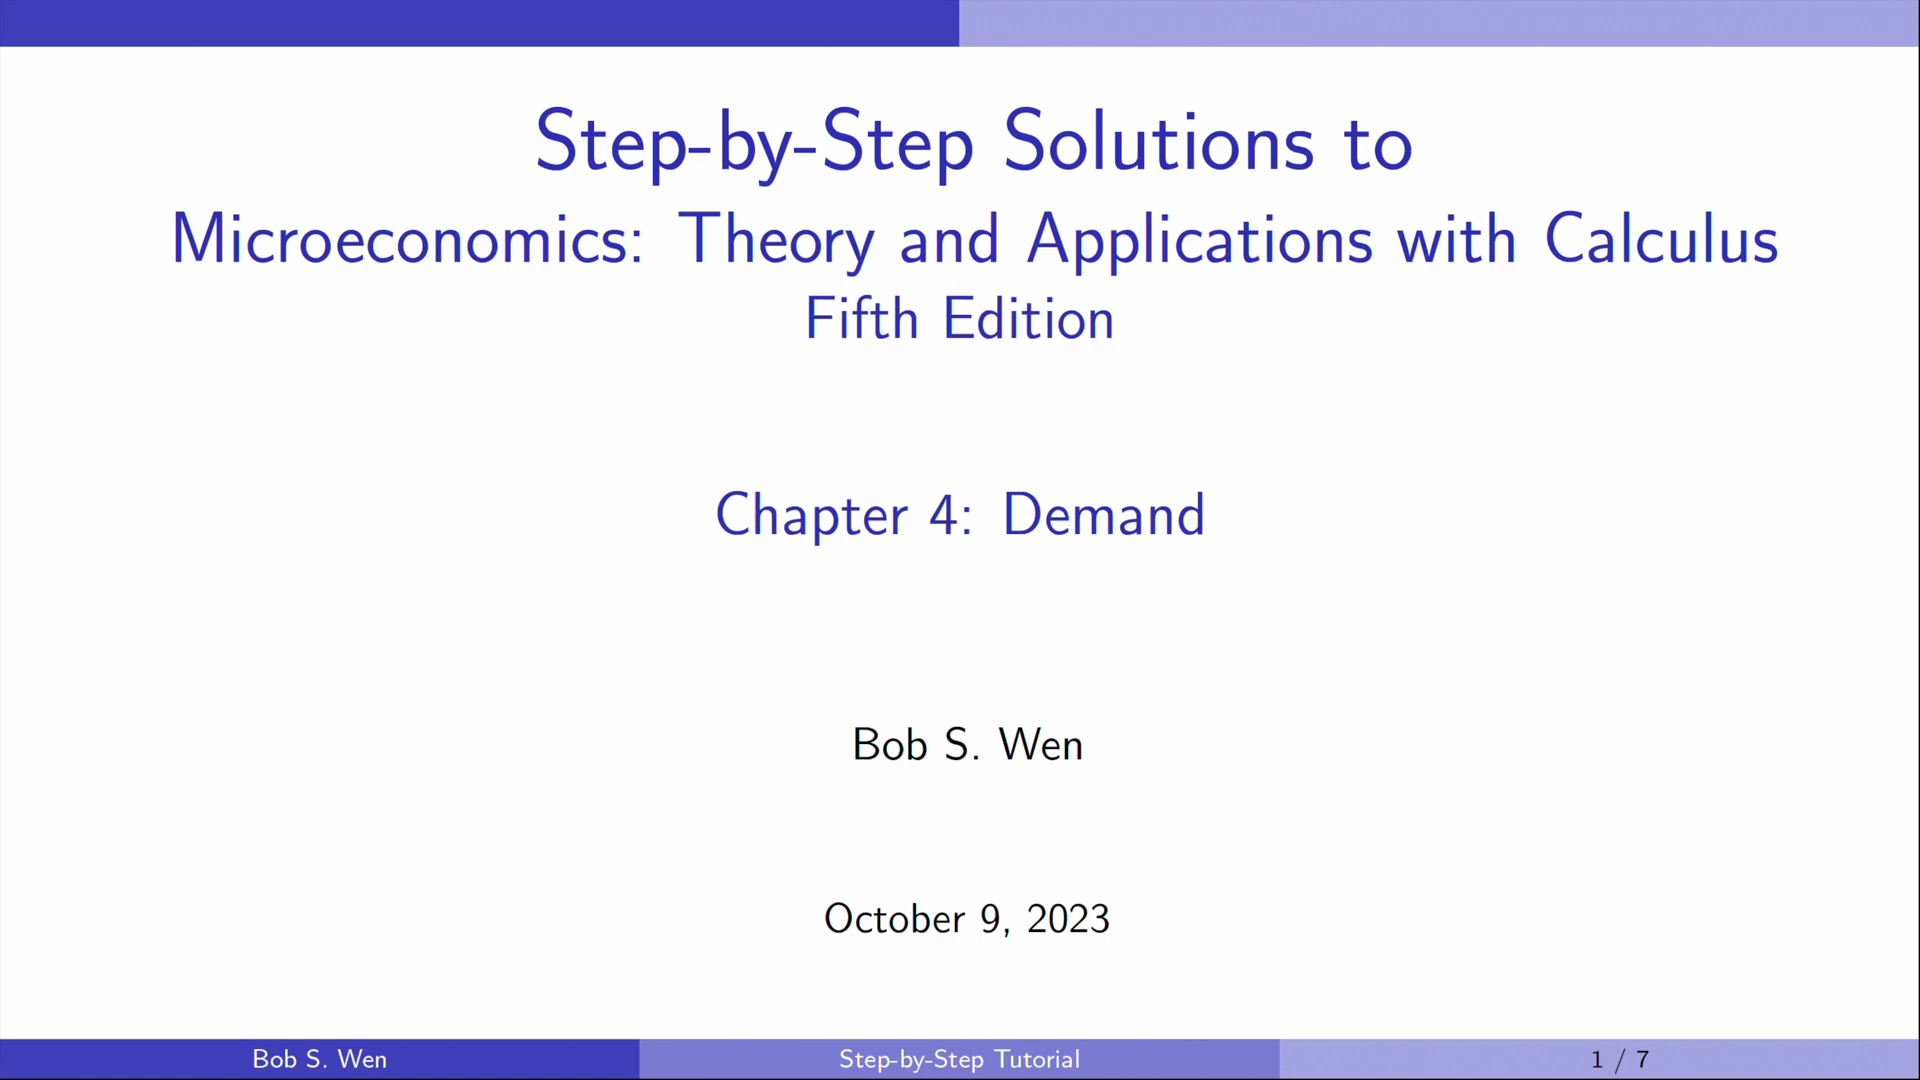 Step-by-Step Solutions to
Microeconomics: Theory and Applications with Calculus
Fifth Edition
Chapter 4: Demand
Bob S. Wen
October 9, 2023
Bob S. Wen
Step-by-Step Tutorial
1 / 7